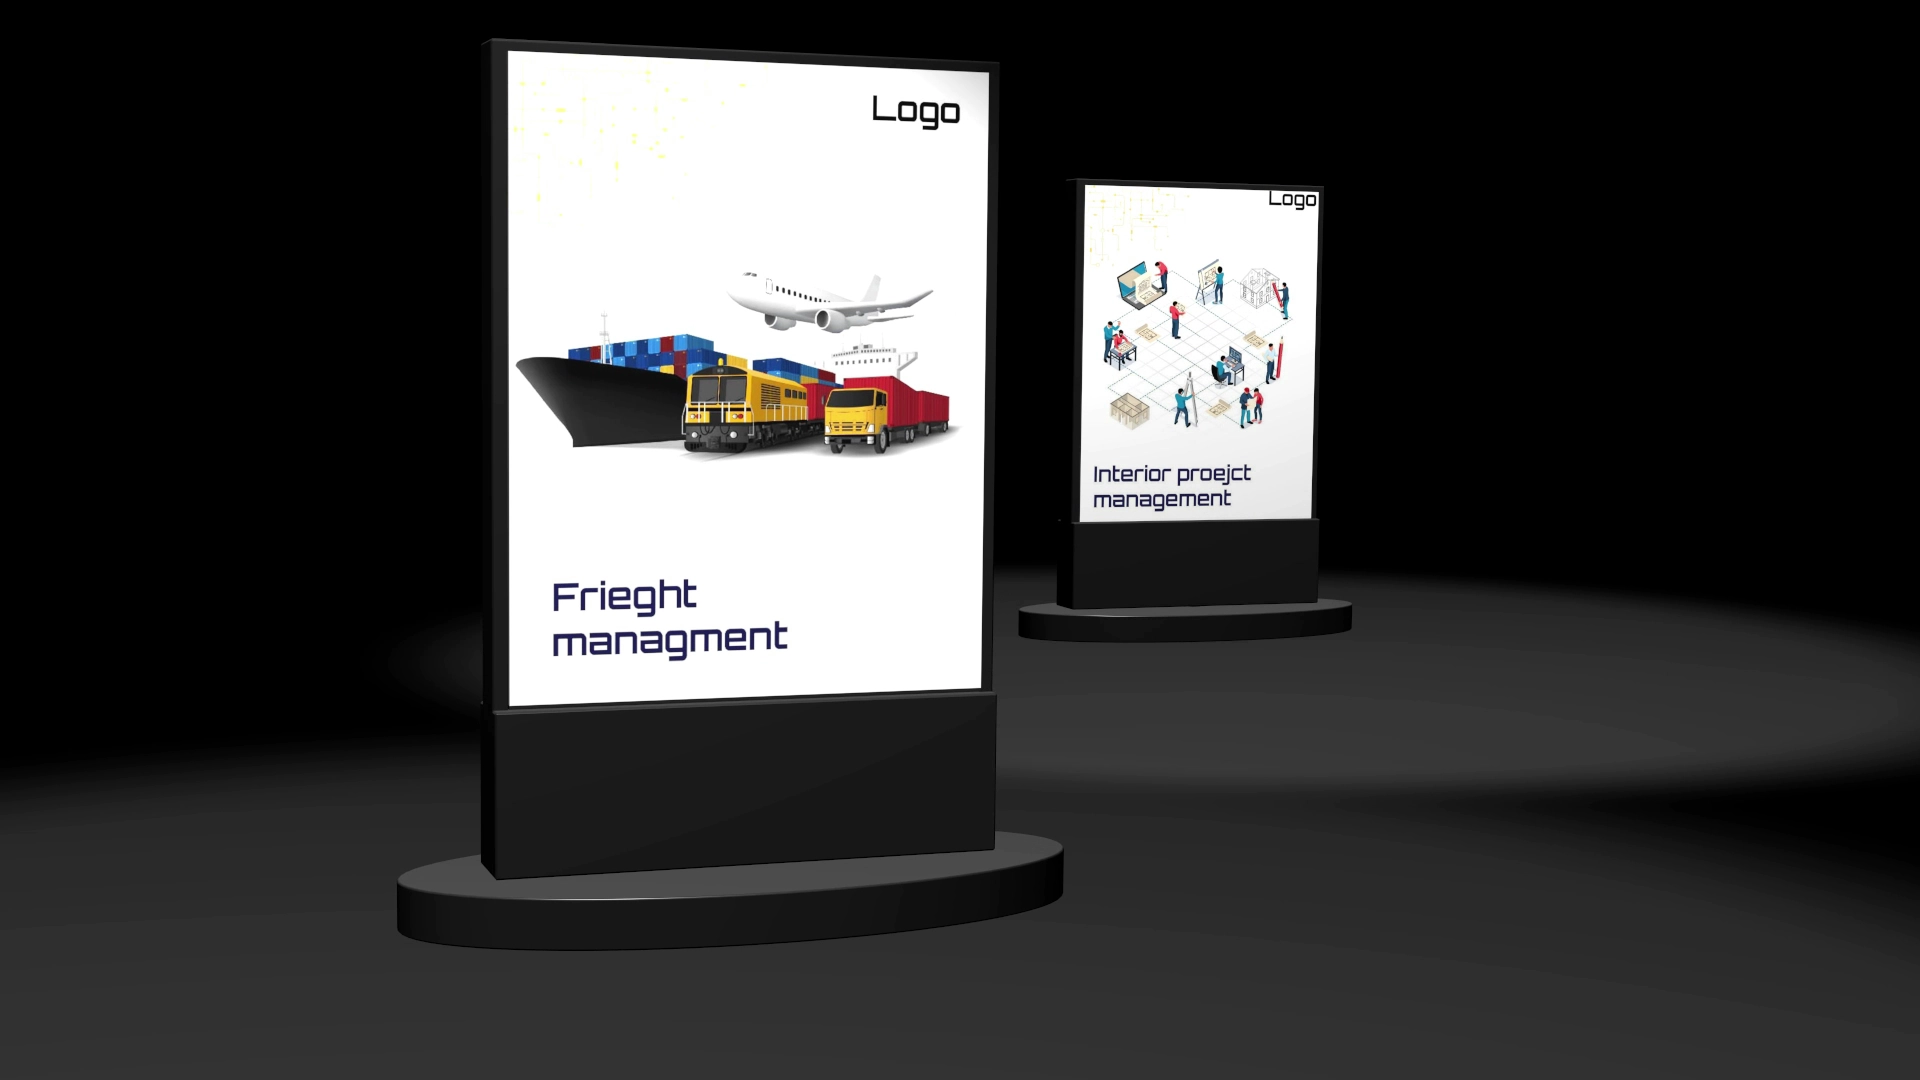 Logo
Frieght
managment
Logo
Interior proejct
management